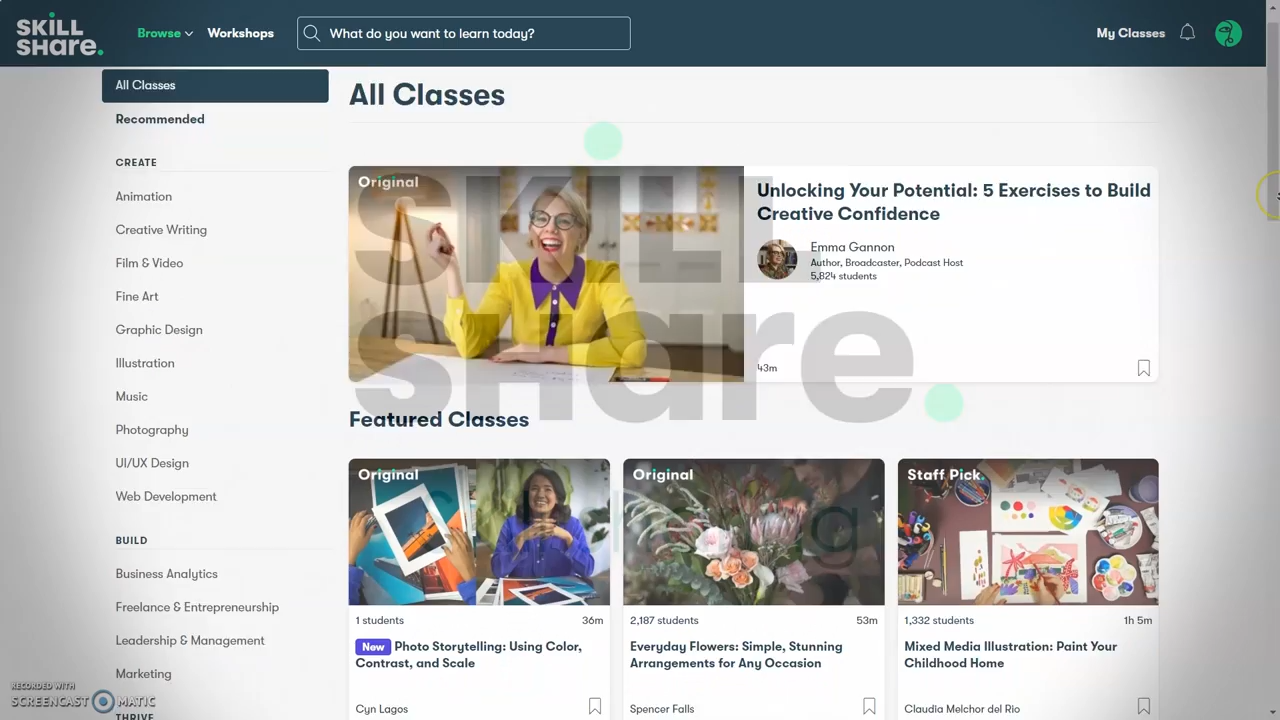 SKILL
SHARE.
Browse
Workshops
What do you want to learn today?
My Classes
All Classes
Recommended
CREATE
Animation
Creative Writing
Film & Video
Fine Art
Graphic Design
Illustration
Music
Photography
UI/UX Design
Web Development
BUILD
Business Analytics
Freelance & Entrepreneurship
Leadership & Management
Marketing
THRIVE
All Classes
Original
Unlocking Your Potential: 5 Exercises to Build
Creative Confidence
Emma Gannon
Author, Broadcaster, Podcast Host
5,824 students
43m
SKILL
share.
Featured Classes
Original
1 students
36m
New Photo Storytelling: Using Color,
Contrast, and Scale
Cyn Lagos
Original
2,187 students
53m
Everyday Flowers: Simple, Stunning
Arrangements for Any Occasion
Spencer Falls
Staff Pick
1,332 students
1h 5m
Mixed Media Illustration: Paint Your
Childhood Home
Claudia Melchor del Rio
RECORDED WITH
SCREENCAST MATIC